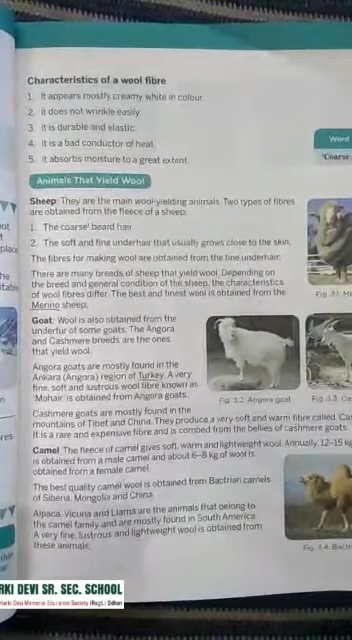 Characteristics of a wool fibre
1. It appears mostly creamy white in colour.
2. It does not wrinkle easily.
3. It is durable and elastic.
4. It is a bad conductor of heat.
5. It absorbs moisture to a great extent.
Word
Coarse
Animals That Yield Wool
Sheep: They are the main wool-yielding animals. Two types of fibres
are obtained from the fleece of a sheep:
1. The coarse beard hair
2. The soft and fine underhair that usually grows close to the skin.
The fibres for making wool are obtained from the fine underhair.
There are many breeds of sheep that yield wool. Depending on
the breed and general condition of the sheep, the characteristics
of wool fibres differ. The best and finest wool is obtained from the
Merino sheep.
Fig. 3.1 Me
Goat: Wool is also obtained from the
underfur of some goats. The Angora
and Cashmere breeds are the ones
that yield wool.
Angora goats are mostly found in the
Ankara (Angora) region of Turkey. A very
fine, soft and lustrous wool fibre known as
'Mohair' is obtained from Angora goats.
Fig. 3.2 Angora goat
Fig. 3.3 Ca
Cashmere goats are mostly found in the
mountains of Tibet and China. They produce a very soft and warm fibre called 'Ca
It is a rare and expensive fibre and is combed from the bellies of cashmere goats.
Camel: The fleece of camel gives soft, warm and lightweight wool. Annually, 12–15 kg
is obtained from a male camel and about 6–8 kg of wool is
obtained from a female camel.
The best quality camel wool is obtained from Bactrian camels
of Siberia, Mongolia and China.
Alpaca, Vicuna and Llama are the animals that belong to
the camel family and are mostly found in South America.
A very fine, lustrous and lightweight wool is obtained from
these animals.
Fig. 3.4 Bactr
not
place
he
itable
n
res
ARKI DEVI SR. SEC. SCHOOL
Harki Devi Memorial Education Society (Regd.) Odhan